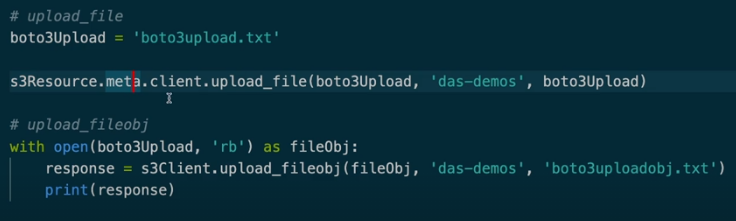 # upload_file
boto3Upload = 'boto3upload.txt'
s3Resource.meta.client.upload_file(boto3Upload, 'das-demos', boto3Upload)
# upload_fileobj
with open(boto3Upload, 'rb') as fileObj:
    response = s3Client.upload_fileobj(fileObj, 'das-demos', 'boto3uploadobj.txt')
    print(response)